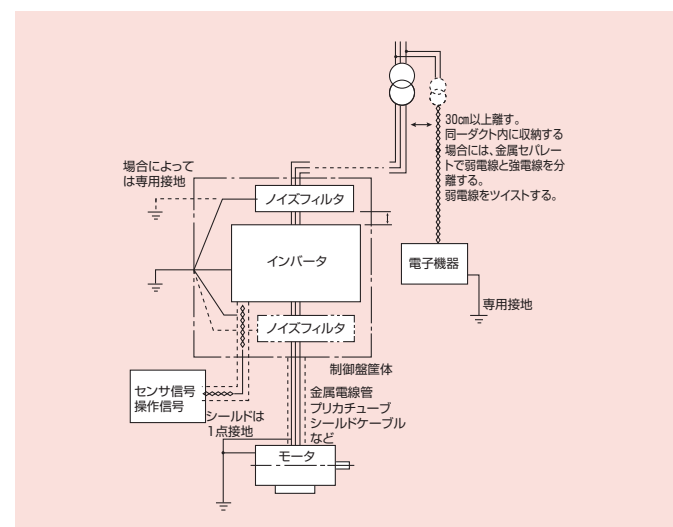 30㎝以上離す。
同一ダクト内に収納する
場合には、金属セパレー
トで弱電線と強電線を分
離する。
弱電線をツイストする。
場合によって
は専用接地
ノイズフィルタ
インバータ
電子機器
専用接地
ノイズフィルタ
制御盤筐体
センサ信号
操作信号
シールドは
1点接地
金属電線管
プリカチューブ
シールドケーブル
など
モータ